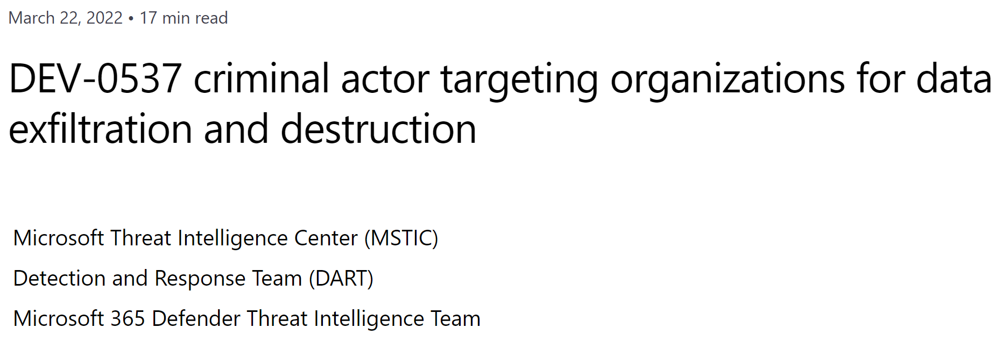 March 22, 2022 • 17 min read
DEV-0537 criminal actor targeting organizations for data
exfiltration and destruction
Microsoft Threat Intelligence Center (MSTIC)
Detection and Response Team (DART)
Microsoft 365 Defender Threat Intelligence Team